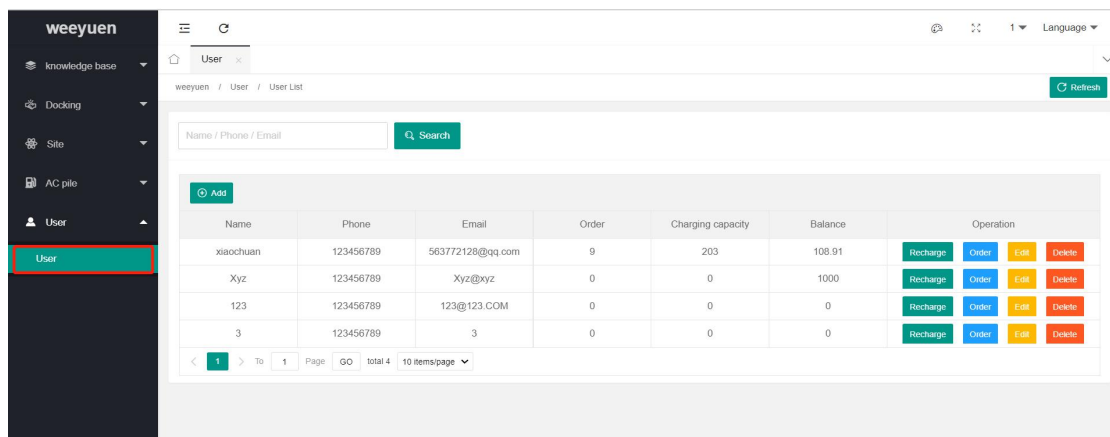 weeyuen
1 Language
knowledge base
User ×
weeyuen / User / User List
Refresh
Docking
Name / Phone / Email Search
Site
AC pile
Add
User
Name Phone Email Order Charging capacity Balance Operation
User
xiaochuan 123456789 563772128@qq.com 9 203 108.91 Recharge Order Edit Delete
Xyz 123456789 Xyz@xyz 0 0 1000 Recharge Order Edit Delete
123 123456789 123@123.COM 0 0 0 Recharge Order Edit Delete
3 123456789 3 0 0 0 Recharge Order Edit Delete
< 1 > To 1 Page GO total 4 10 items/page